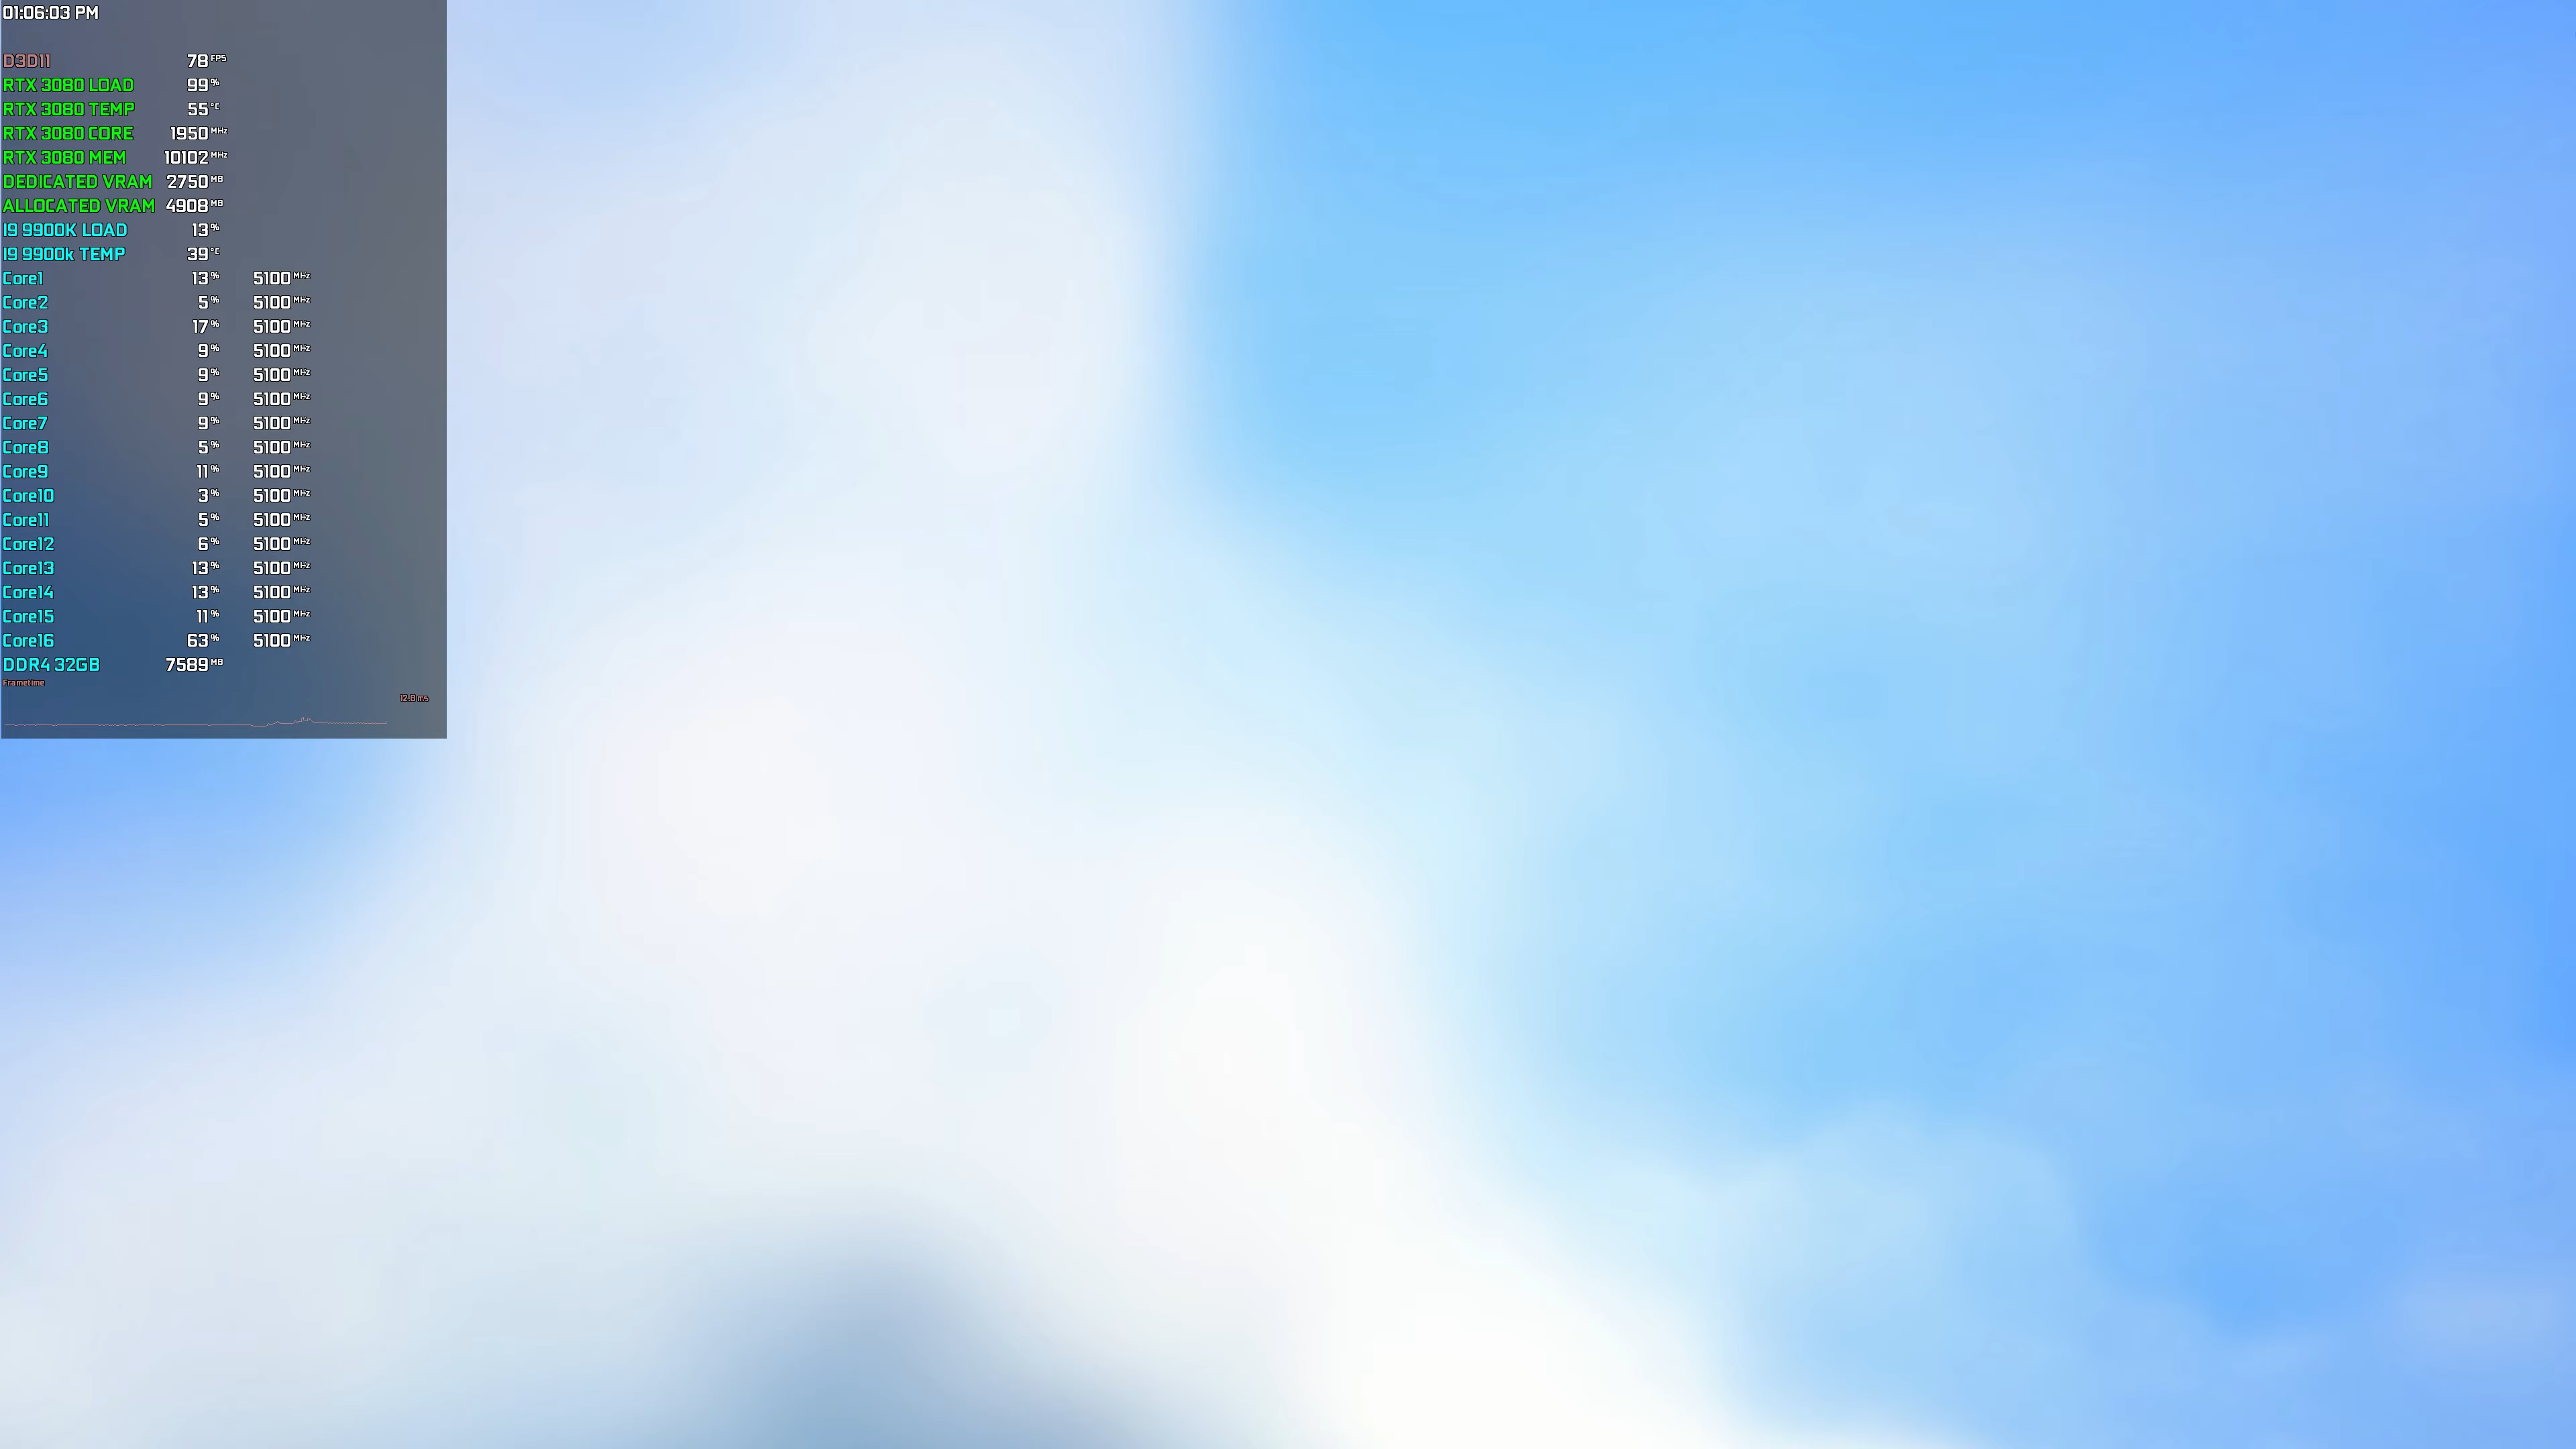 01:06:03 PM
D3D11 78 FPS
RTX 3080 LOAD 99 %
RTX 3080 TEMP 55 °C
RTX 3080 CORE 1950 MHz
RTX 3080 MEM 10102 MHz
DEDICATED VRAM 2750 MB
ALLOCATED VRAM 4908 MB
I9 9900K LOAD 13 %
I9 9900k TEMP 39 °C
Core1 13 % 5100 MHz
Core2 5 % 5100 MHz
Core3 17 % 5100 MHz
Core4 9 % 5100 MHz
Core5 9 % 5100 MHz
Core6 9 % 5100 MHz
Core7 9 % 5100 MHz
Core8 5 % 5100 MHz
Core9 11 % 5100 MHz
Core10 3 % 5100 MHz
Core11 5 % 5100 MHz
Core12 6 % 5100 MHz
Core13 13 % 5100 MHz
Core14 13 % 5100 MHz
Core15 11 % 5100 MHz
Core16 63 % 5100 MHz
DDR4 32GB 7589 MB
Frametime
12.8 ms